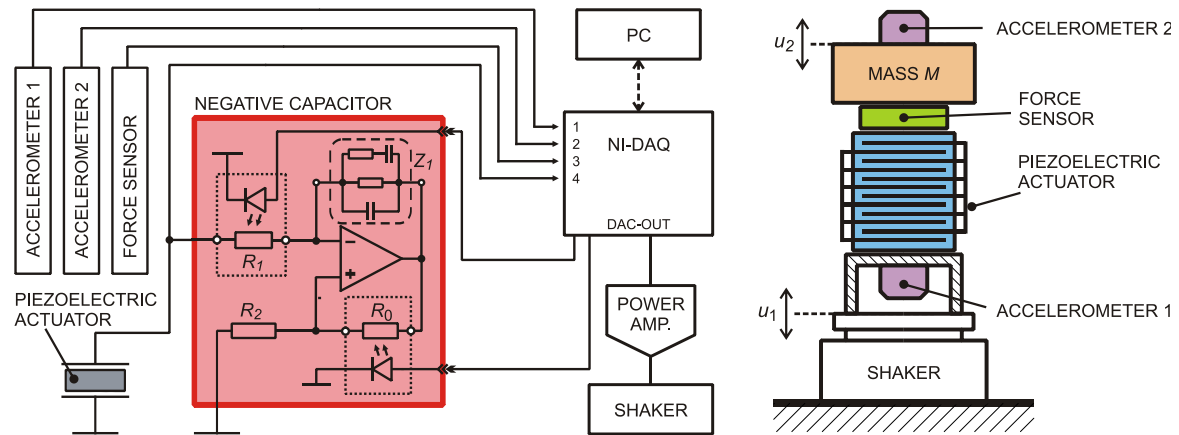 ACCELEROMETER 1
ACCELEROMETER 2
FORCE SENSOR
NEGATIVE CAPACITOR
Z1
R1
−
+
R2
R0
PIEZOELECTRIC
ACTUATOR
PC
1
2
3
4
NI-DAQ
DAC-OUT
POWER
AMP.
SHAKER
u2
ACCELEROMETER 2
MASS M
FORCE
SENSOR
PIEZOELECTRIC
ACTUATOR
u1
ACCELEROMETER 1
SHAKER